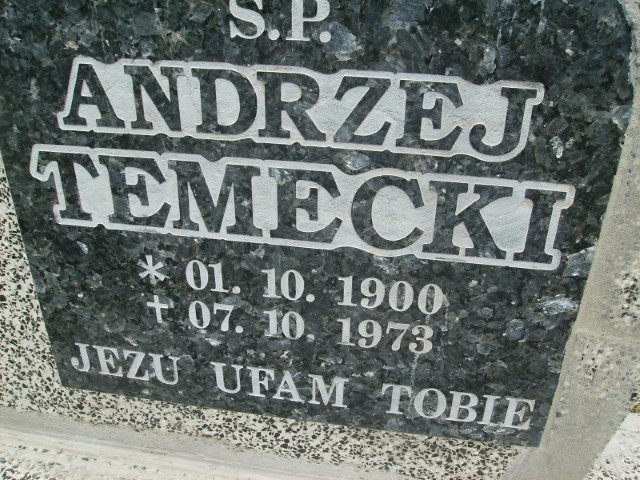 S.P.
ANDRZEJ
TEMECKI
* 01. 10. 1900
† 07. 10. 1973
JEZU UFAM TOBIE